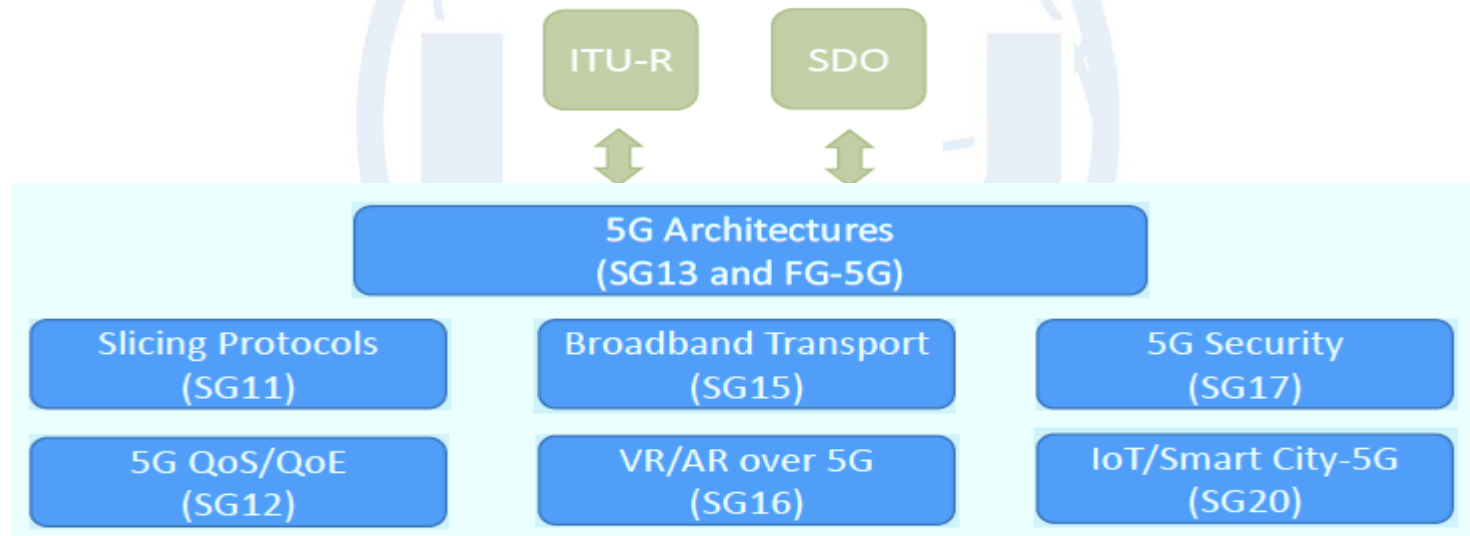 ITU-R
SDO
5G Architectures
(SG13 and FG-5G)
Slicing Protocols
(SG11)
Broadband Transport
(SG15)
5G Security
(SG17)
5G QoS/QoE
(SG12)
VR/AR over 5G
(SG16)
IoT/Smart City-5G
(SG20)